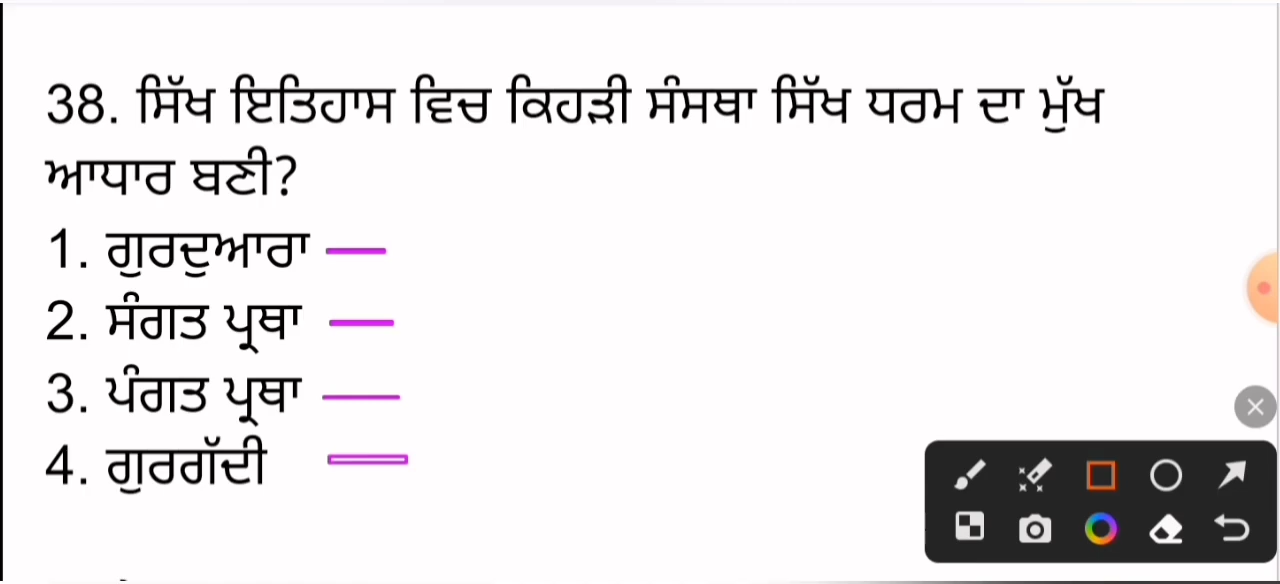 38. ਸਿੱਖ ਇਤਿਹਾਸ ਵਿਚ ਕਿਹੜੀ ਸੰਸਥਾ ਸਿੱਖ ਧਰਮ ਦਾ ਮੁੱਖ
ਆਧਾਰ ਬਣੀ?
1. ਗੁਰਦੁਆਰਾ
2. ਸੰਗਤ ਪ੍ਰਥਾ
3. ਪੰਗਤ ਪ੍ਰਥਾ
4. ਗੁਰਗੱਦੀ